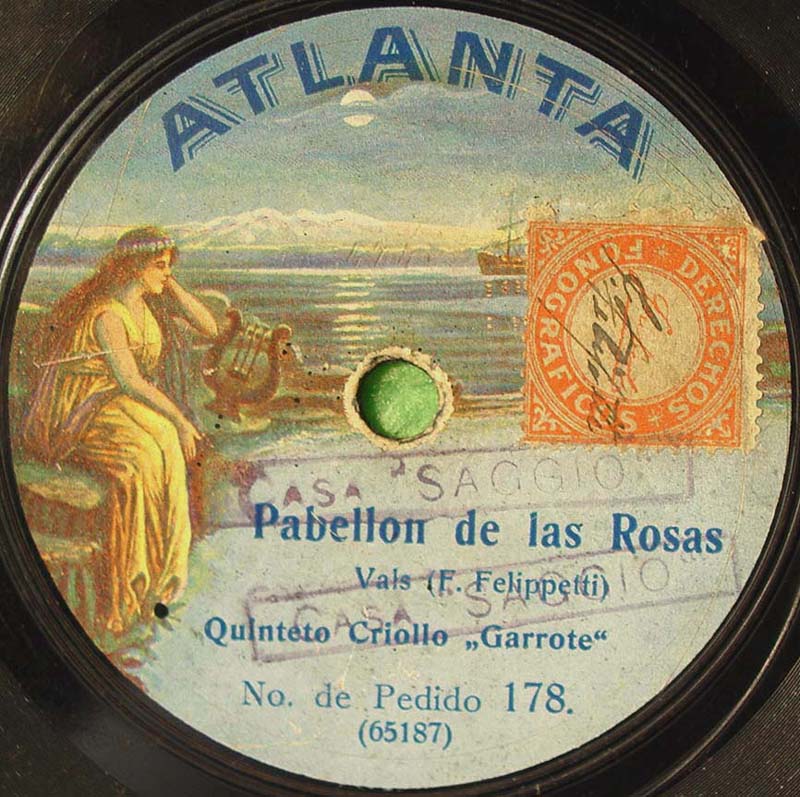 ATLANTA
DERECHOS
FONOGRAFICOS
CASA "SAGGIO"
Pabellon de las Rosas
Vals (F. Felippetti)
CASA "SAGGIO"
Quinteto Criollo „Garrote“
No. de Pedido 178.
(65187)